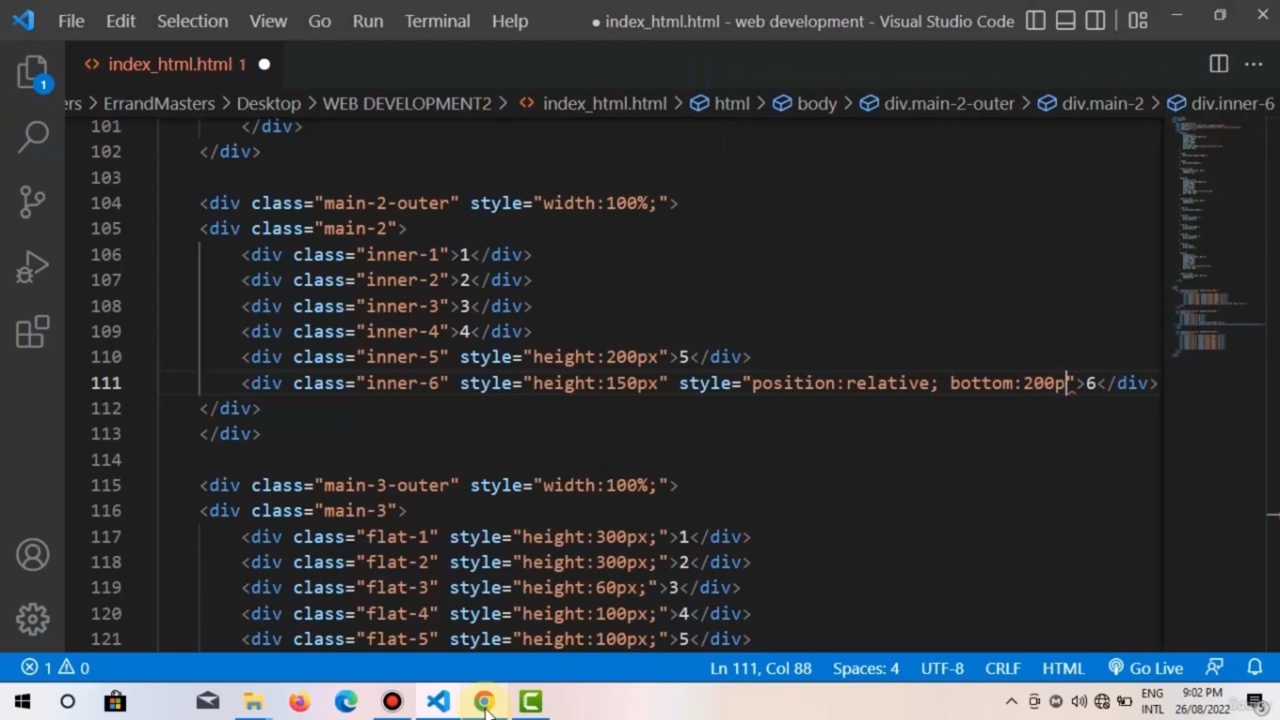 File Edit Selection View Go Run Terminal Help ● index_html.html - web development - Visual Studio Code
<> index_html.html 1 ●
1
ers > ErrandMasters > Desktop > WEB DEVELOPMENT2 > <> index_html.html > html > body > div.main-2-outer > div.main-2 > div.inner-6
101 </div>
102 </div>
103
104 <div class="main-2-outer" style="width:100%;">
105 <div class="main-2">
106 <div class="inner-1">1</div>
107 <div class="inner-2">2</div>
108 <div class="inner-3">3</div>
109 <div class="inner-4">4</div>
110 <div class="inner-5" style="height:200px">5</div>
111 <div class="inner-6" style="height:150px" style="position:relative; bottom:200p">6</div>
112 </div>
113 </div>
114
115 <div class="main-3-outer" style="width:100%;">
116 <div class="main-3">
117 <div class="flat-1" style="height:300px;">1</div>
118 <div class="flat-2" style="height:300px;">2</div>
119 <div class="flat-3" style="height:60px;">3</div>
120 <div class="flat-4" style="height:100px;">4</div>
121 <div class="flat-5" style="height:100px;">5</div>
1 0 Ln 111, Col 88 Spaces: 4 UTF-8 CRLF HTML Go Live
ENG 9:02 PM
INTL 26/08/2022 5